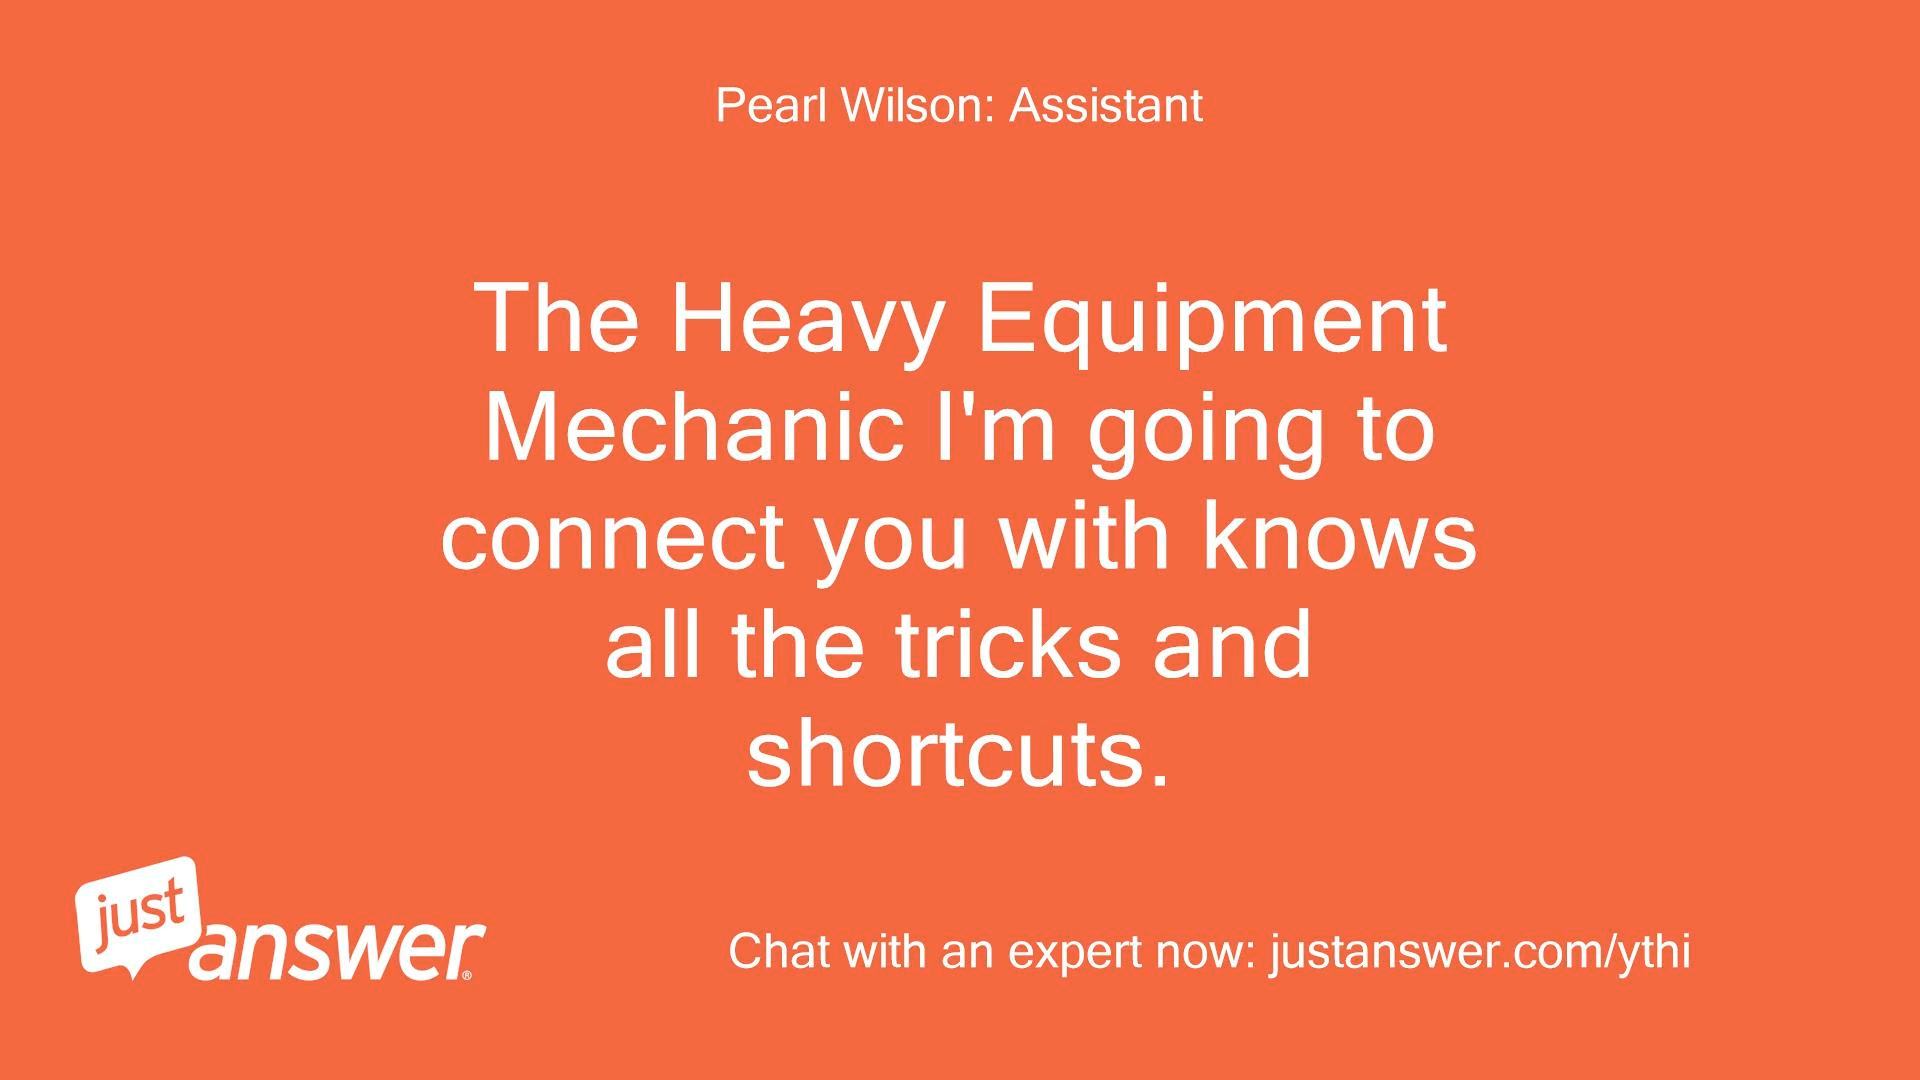 Pearl Wilson: Assistant
The Heavy Equipment
Mechanic I'm going to
connect you with knows
all the tricks and
shortcuts.
just
answer®
Chat with an expert now: justanswer.com/ythi